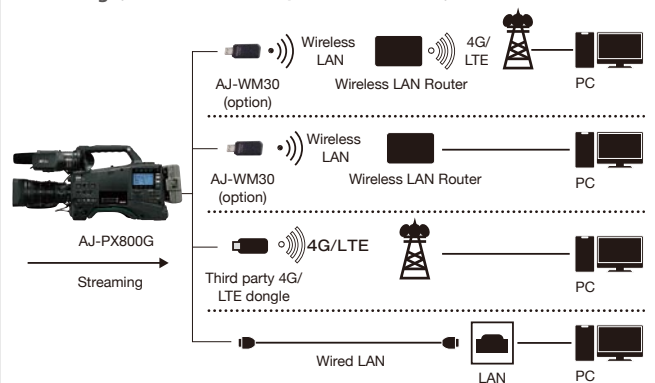 Wireless
LAN
4G/
LTE
AJ-WM30
(option)
Wireless LAN Router
PC
Wireless
LAN
AJ-WM30
(option)
Wireless LAN Router
PC
AJ-PX800G
Streaming
4G/LTE
Third party 4G/
LTE dongle
PC
Wired LAN
LAN
PC